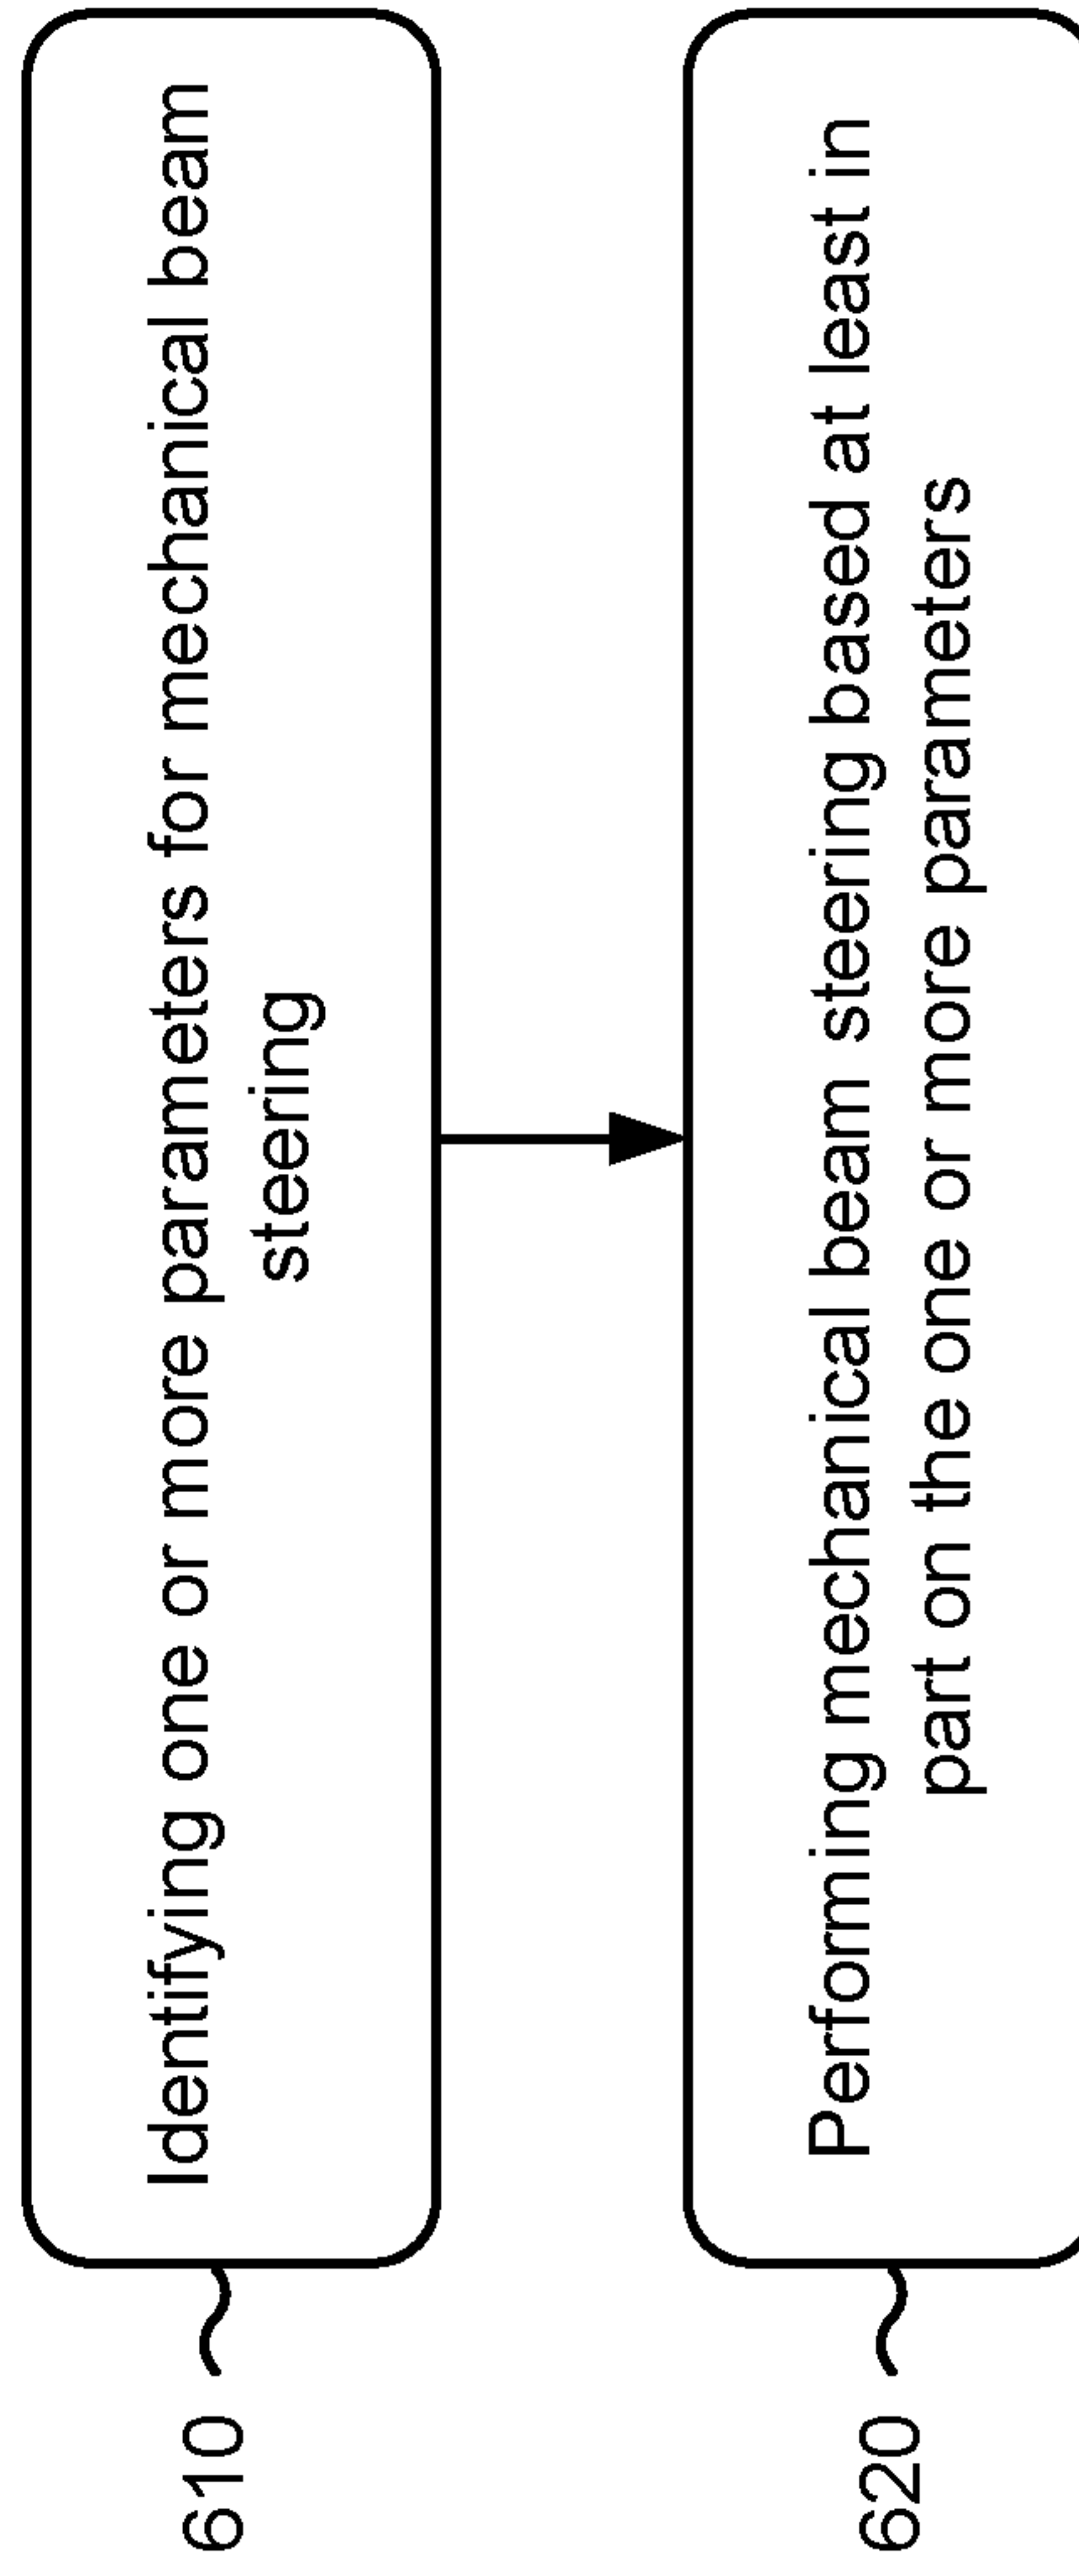 610
Identifying one or more parameters for mechanical beam
steering
620
Performing mechanical beam steering based at least in
part on the one or more parameters